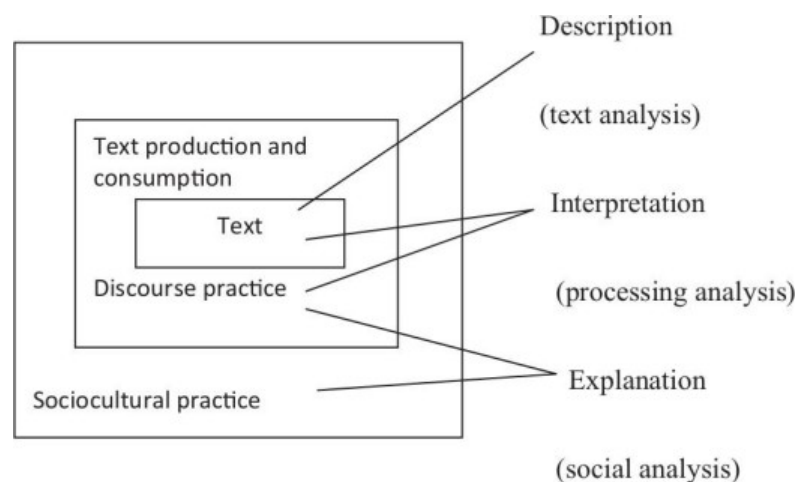 Description
(text analysis)
Text production and
consumption
Text
Interpretation
Discourse practice
(processing analysis)
Explanation
Sociocultural practice
(social analysis)